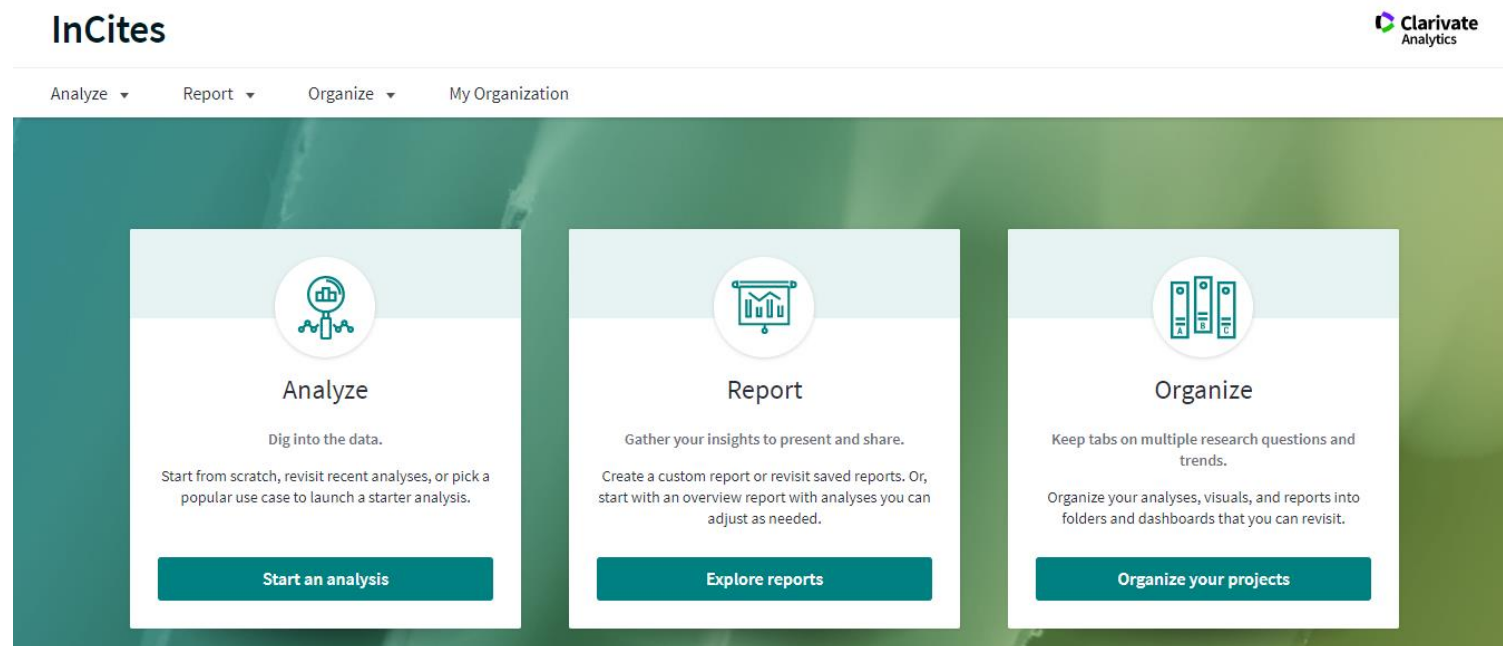 InCites
Clarivate
Analytics
Analyze
Report
Organize
My Organization
Analyze
Dig into the data.
Start from scratch, revisit recent analyses, or pick a
popular use case to launch a starter analysis.
Start an analysis
Report
Gather your insights to present and share.
Create a custom report or revisit saved reports. Or,
start with an overview report with analyses you can
adjust as needed.
Explore reports
A
B
C
Organize
Keep tabs on multiple research questions and
trends.
Organize your analyses, visuals, and reports into
folders and dashboards that you can revisit.
Organize your projects